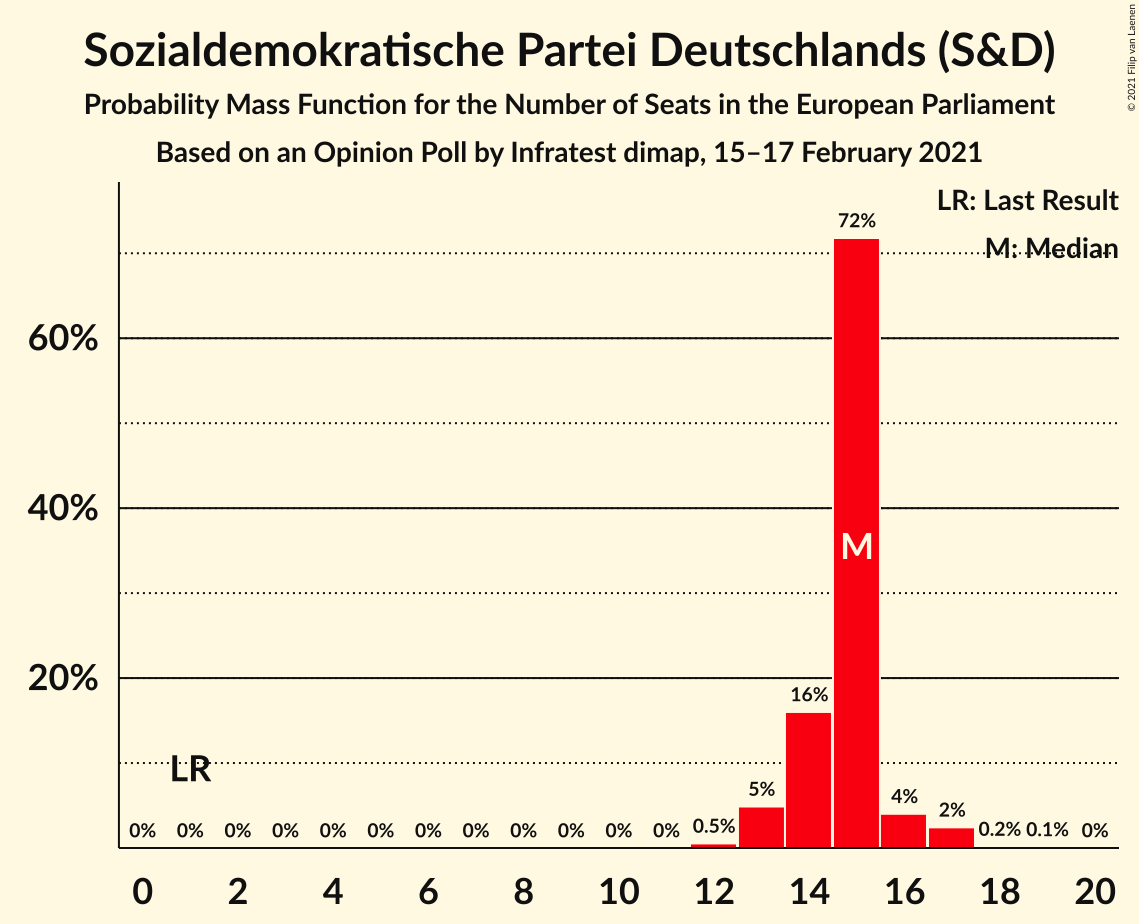 Sozialdemokratische Partei Deutschlands (S&D)
Probability Mass Function for the Number of Seats in the European Parliament
Based on an Opinion Poll by Infratest dimap, 15–17 February 2021
© 2021 Filip van Laenen
LR: Last Result
M: Median
72%
60%
40%
M
20%
16%
LR
5%
4%
2%
0% 0% 0% 0% 0% 0% 0% 0% 0% 0% 0% 0% 0.5% 0.2% 0.1% 0%
0 2 4 6 8 10 12 14 16 18 20